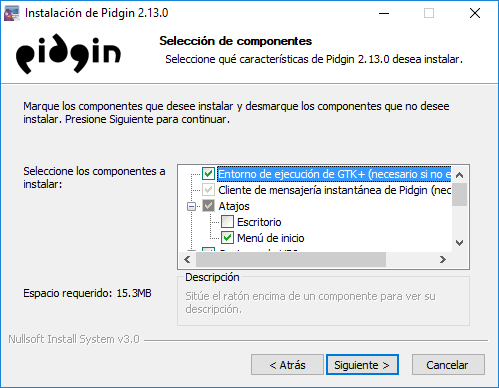 Instalación de Pidgin 2.13.0
pidgin
Selección de componentes
Seleccione qué características de Pidgin 2.13.0 desea instalar.
Marque los componentes que desee instalar y desmarque los componentes que no desee
instalar. Presione Siguiente para continuar.
Seleccione los componentes a
instalar:
Entorno de ejecución de GTK+ (necesario si no e
Cliente de mensajería instantánea de Pidgin (nec
Atajos
Escritorio
Menú de inicio
Espacio requerido: 15.3MB
Descripción
Sitúe el ratón encima de un componente para ver su
descripción.
Nullsoft Install System v3.0
< Atrás
Siguiente >
Cancelar